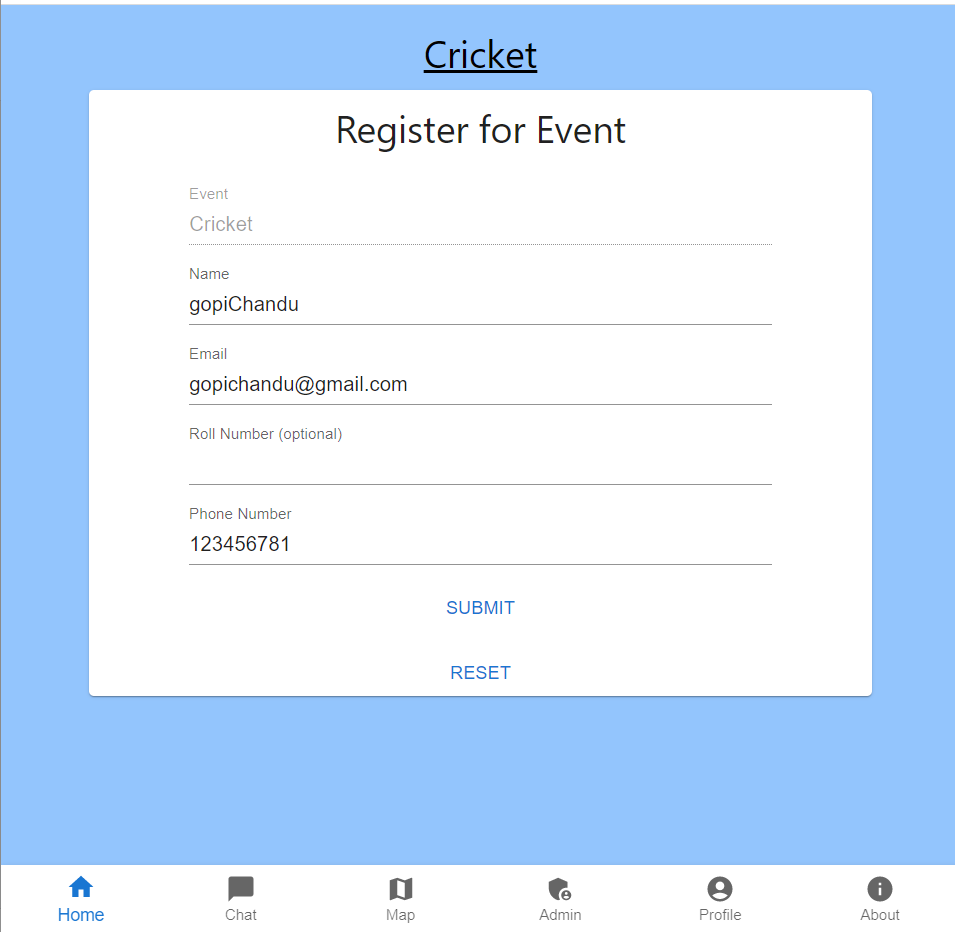 Cricket
Register for Event
Event
Cricket
Name
gopiChandu
Email
gopichandu@gmail.com
Roll Number (optional)
Phone Number
123456781
SUBMIT
RESET
Home Chat Map Admin Profile About